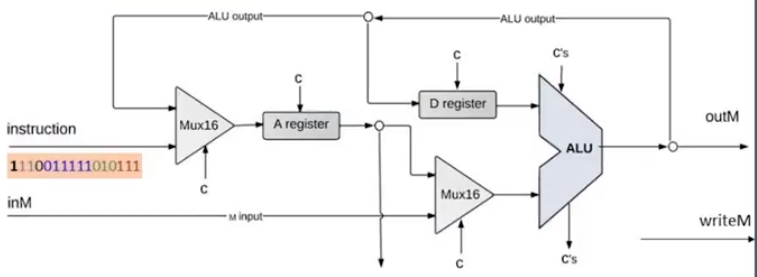 ALU output
ALU output
C
C
C's
D register
outM
instruction
Mux16
A register
ALU
1110011111010111
C
Mux16
inM
M input
writeM
C
C's